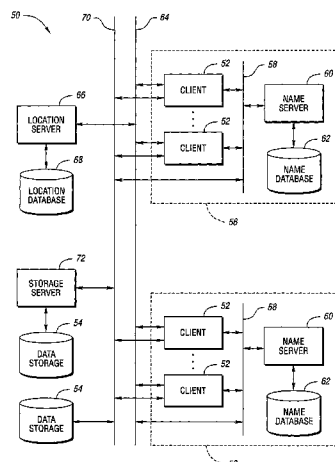 50
70
64
52
58
60
66
CLIENT
NAME SERVER
LOCATION SERVER
52
62
68
CLIENT
NAME DATABASE
LOCATION DATABASE
56
72
52
58
60
STORAGE SERVER
CLIENT
NAME SERVER
54
52
62
DATA STORAGE
CLIENT
NAME DATABASE
54
DATA STORAGE